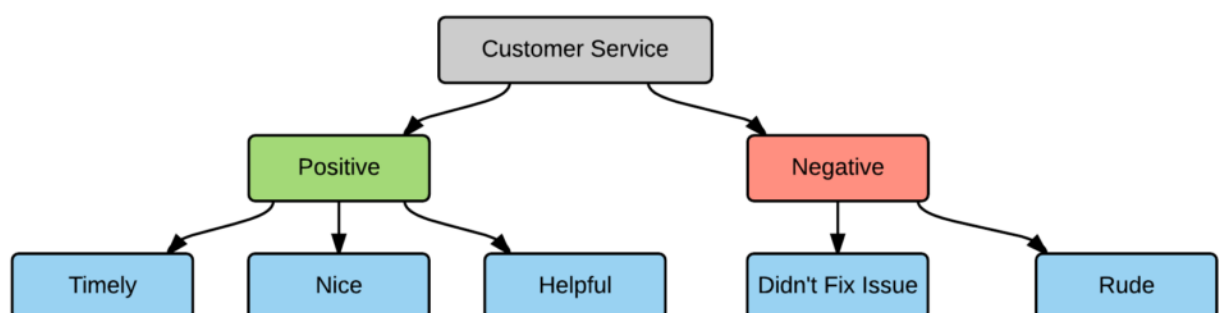 Customer Service
Positive
Negative
Timely
Nice
Helpful
Didn't Fix Issue
Rude